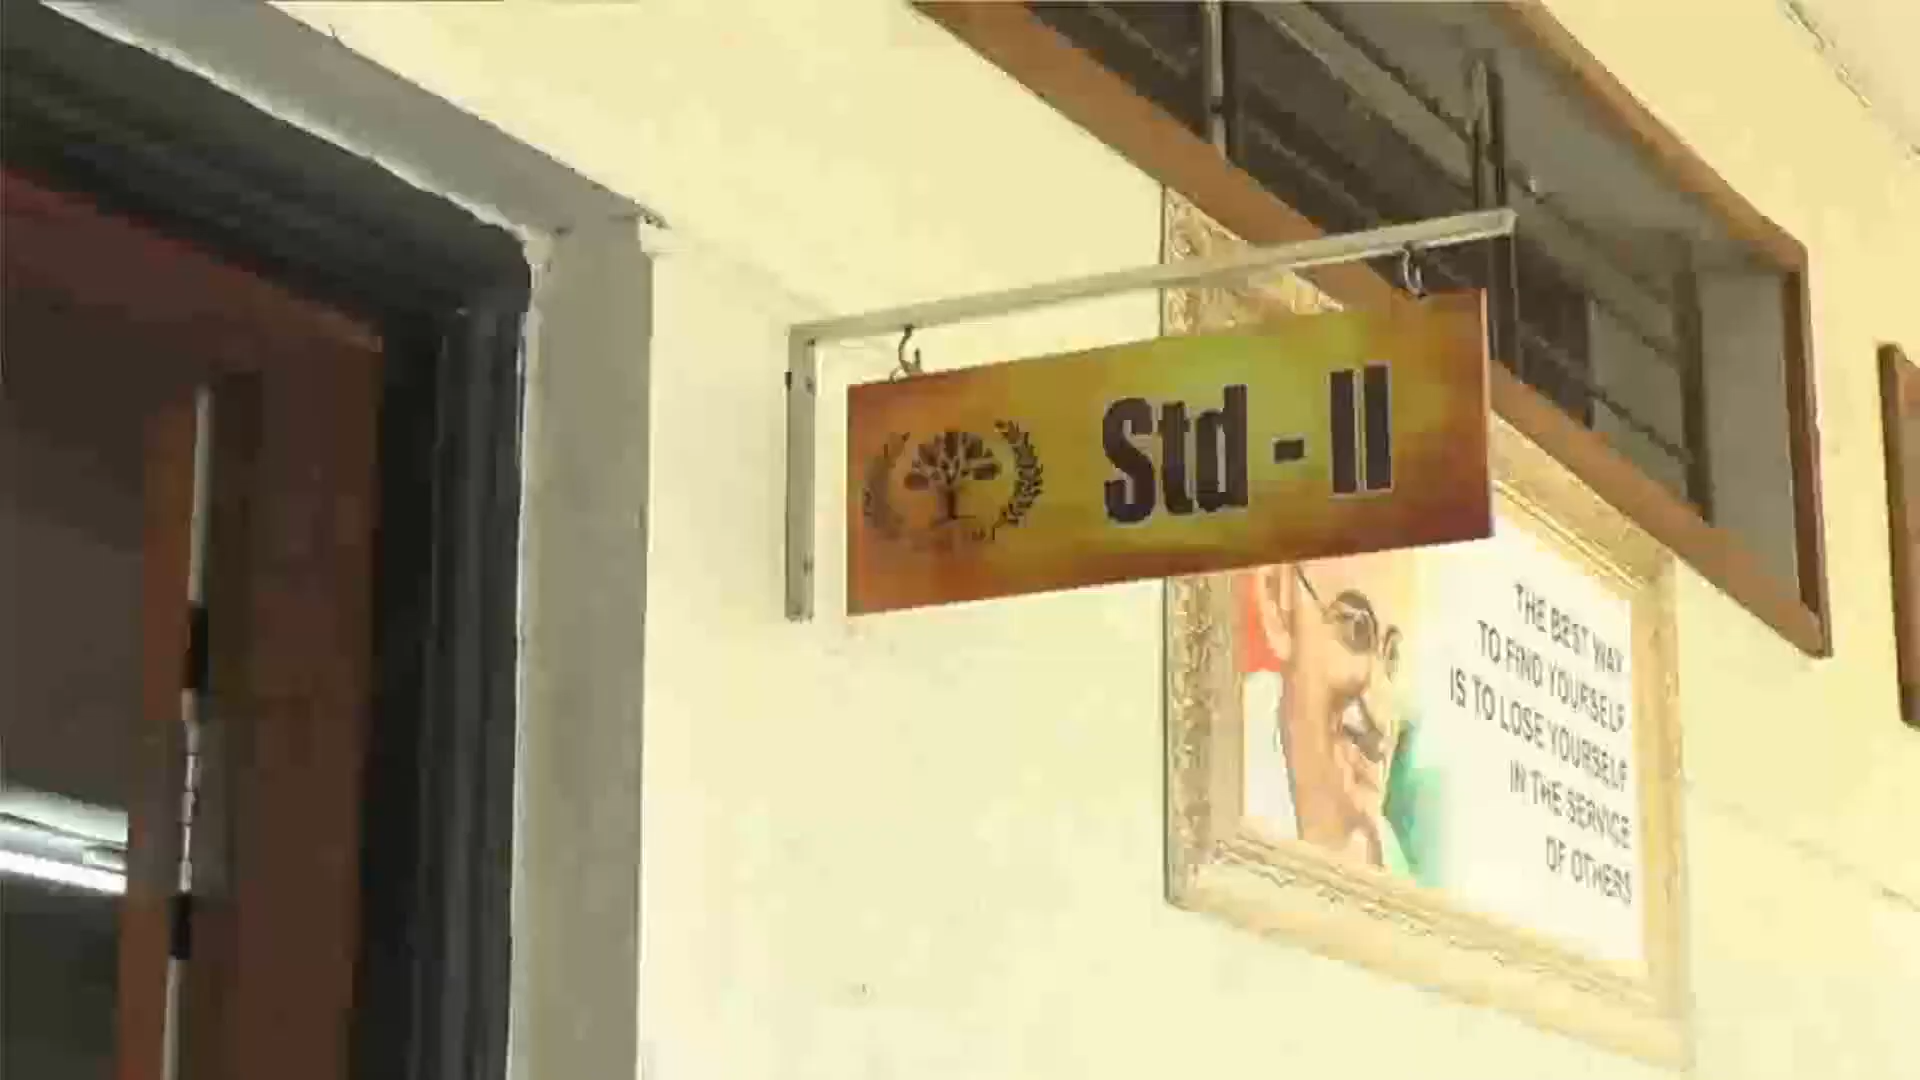 Std - II
THE BEST WAY
TO FIND YOURSELF
IS TO LOSE YOURSELF
IN THE SERVICE
OF OTHERS